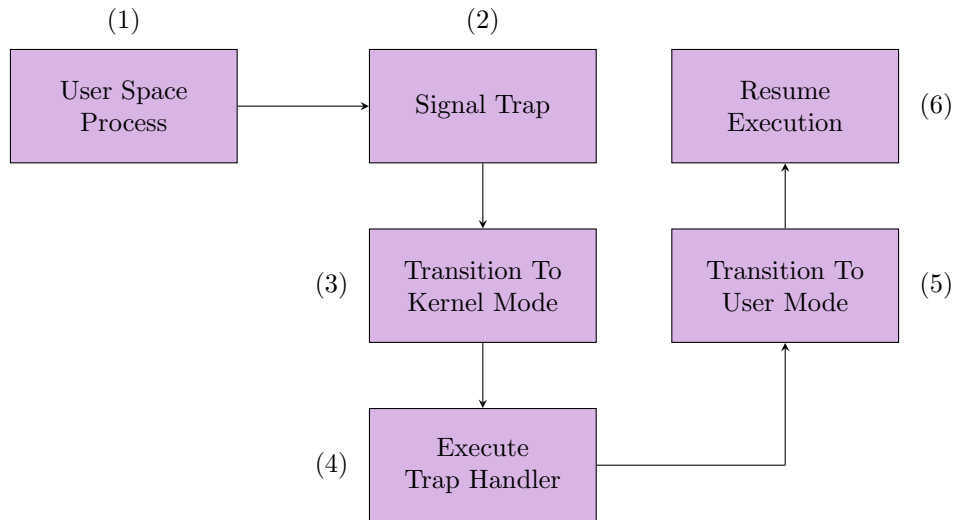 (1)
User Space
Process
(2)
Signal Trap
(3)
Transition To
Kernel Mode
(4)
Execute
Trap Handler
Transition To
User Mode
(5)
Resume
Execution
(6)